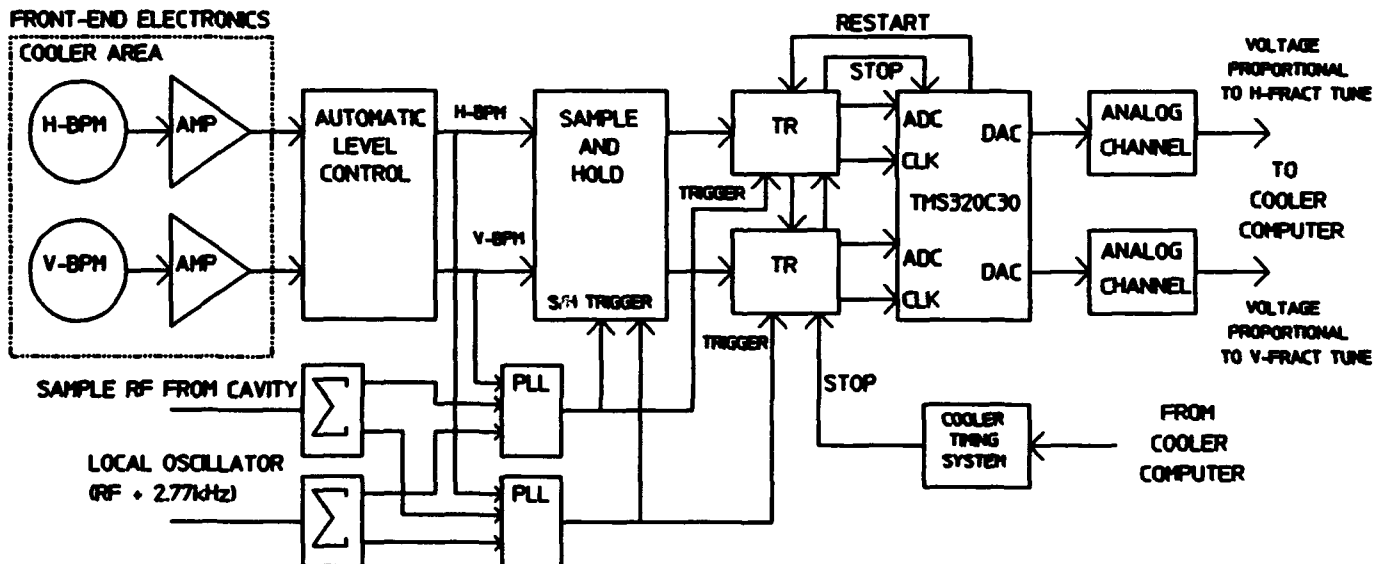 FRONT-END ELECTRONICS
COOLER AREA
H-BPM
AMP
V-BPM
AMP
AUTOMATIC
LEVEL
CONTROL
H-BPM
V-BPM
SAMPLE
AND
HOLD
S/H TRIGGER
TRIGGER
TRIGGER
RESTART
STOP
TR
TR
ADC
CLK
DAC
TMS320C30
ADC
CLK
DAC
ANALOG
CHANNEL
ANALOG
CHANNEL
VOLTAGE
PROPORTIONAL
TO H-FRACT TUNE
TO
COOLER
COMPUTER
VOLTAGE
PROPORTIONAL
TO V-FRACT TUNE
SAMPLE RF FROM CAVITY
Σ
PLL
LOCAL OSCILLATOR
(RF + 2.77kHz)
Σ
PLL
STOP
COOLER
TIMING
SYSTEM
FROM
COOLER
COMPUTER